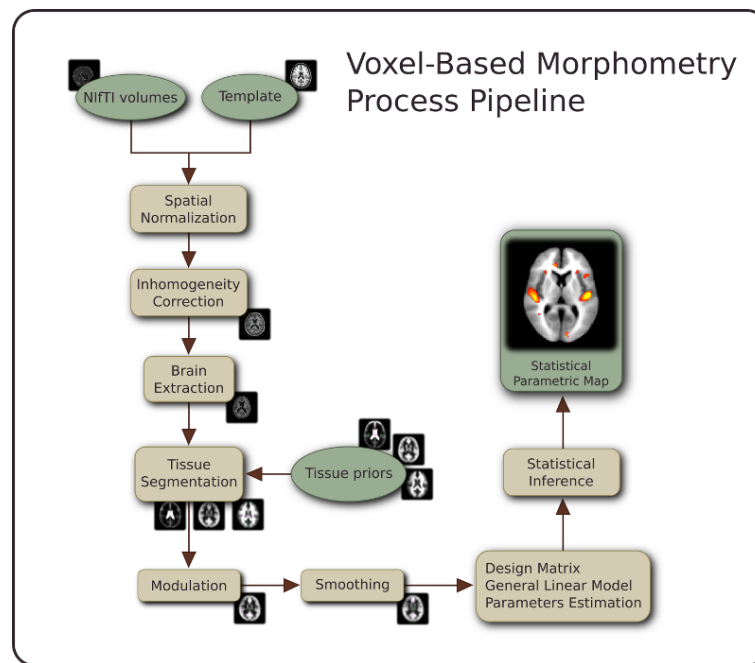 Voxel-Based Morphometry
Process Pipeline
NIfTI volumes
Template
Spatial
Normalization
Inhomogeneity
Correction
Brain
Extraction
Tissue
Segmentation
Tissue priors
Modulation
Smoothing
Design Matrix
General Linear Model
Parameters Estimation
Statistical
Inference
Statistical
Parametric Map